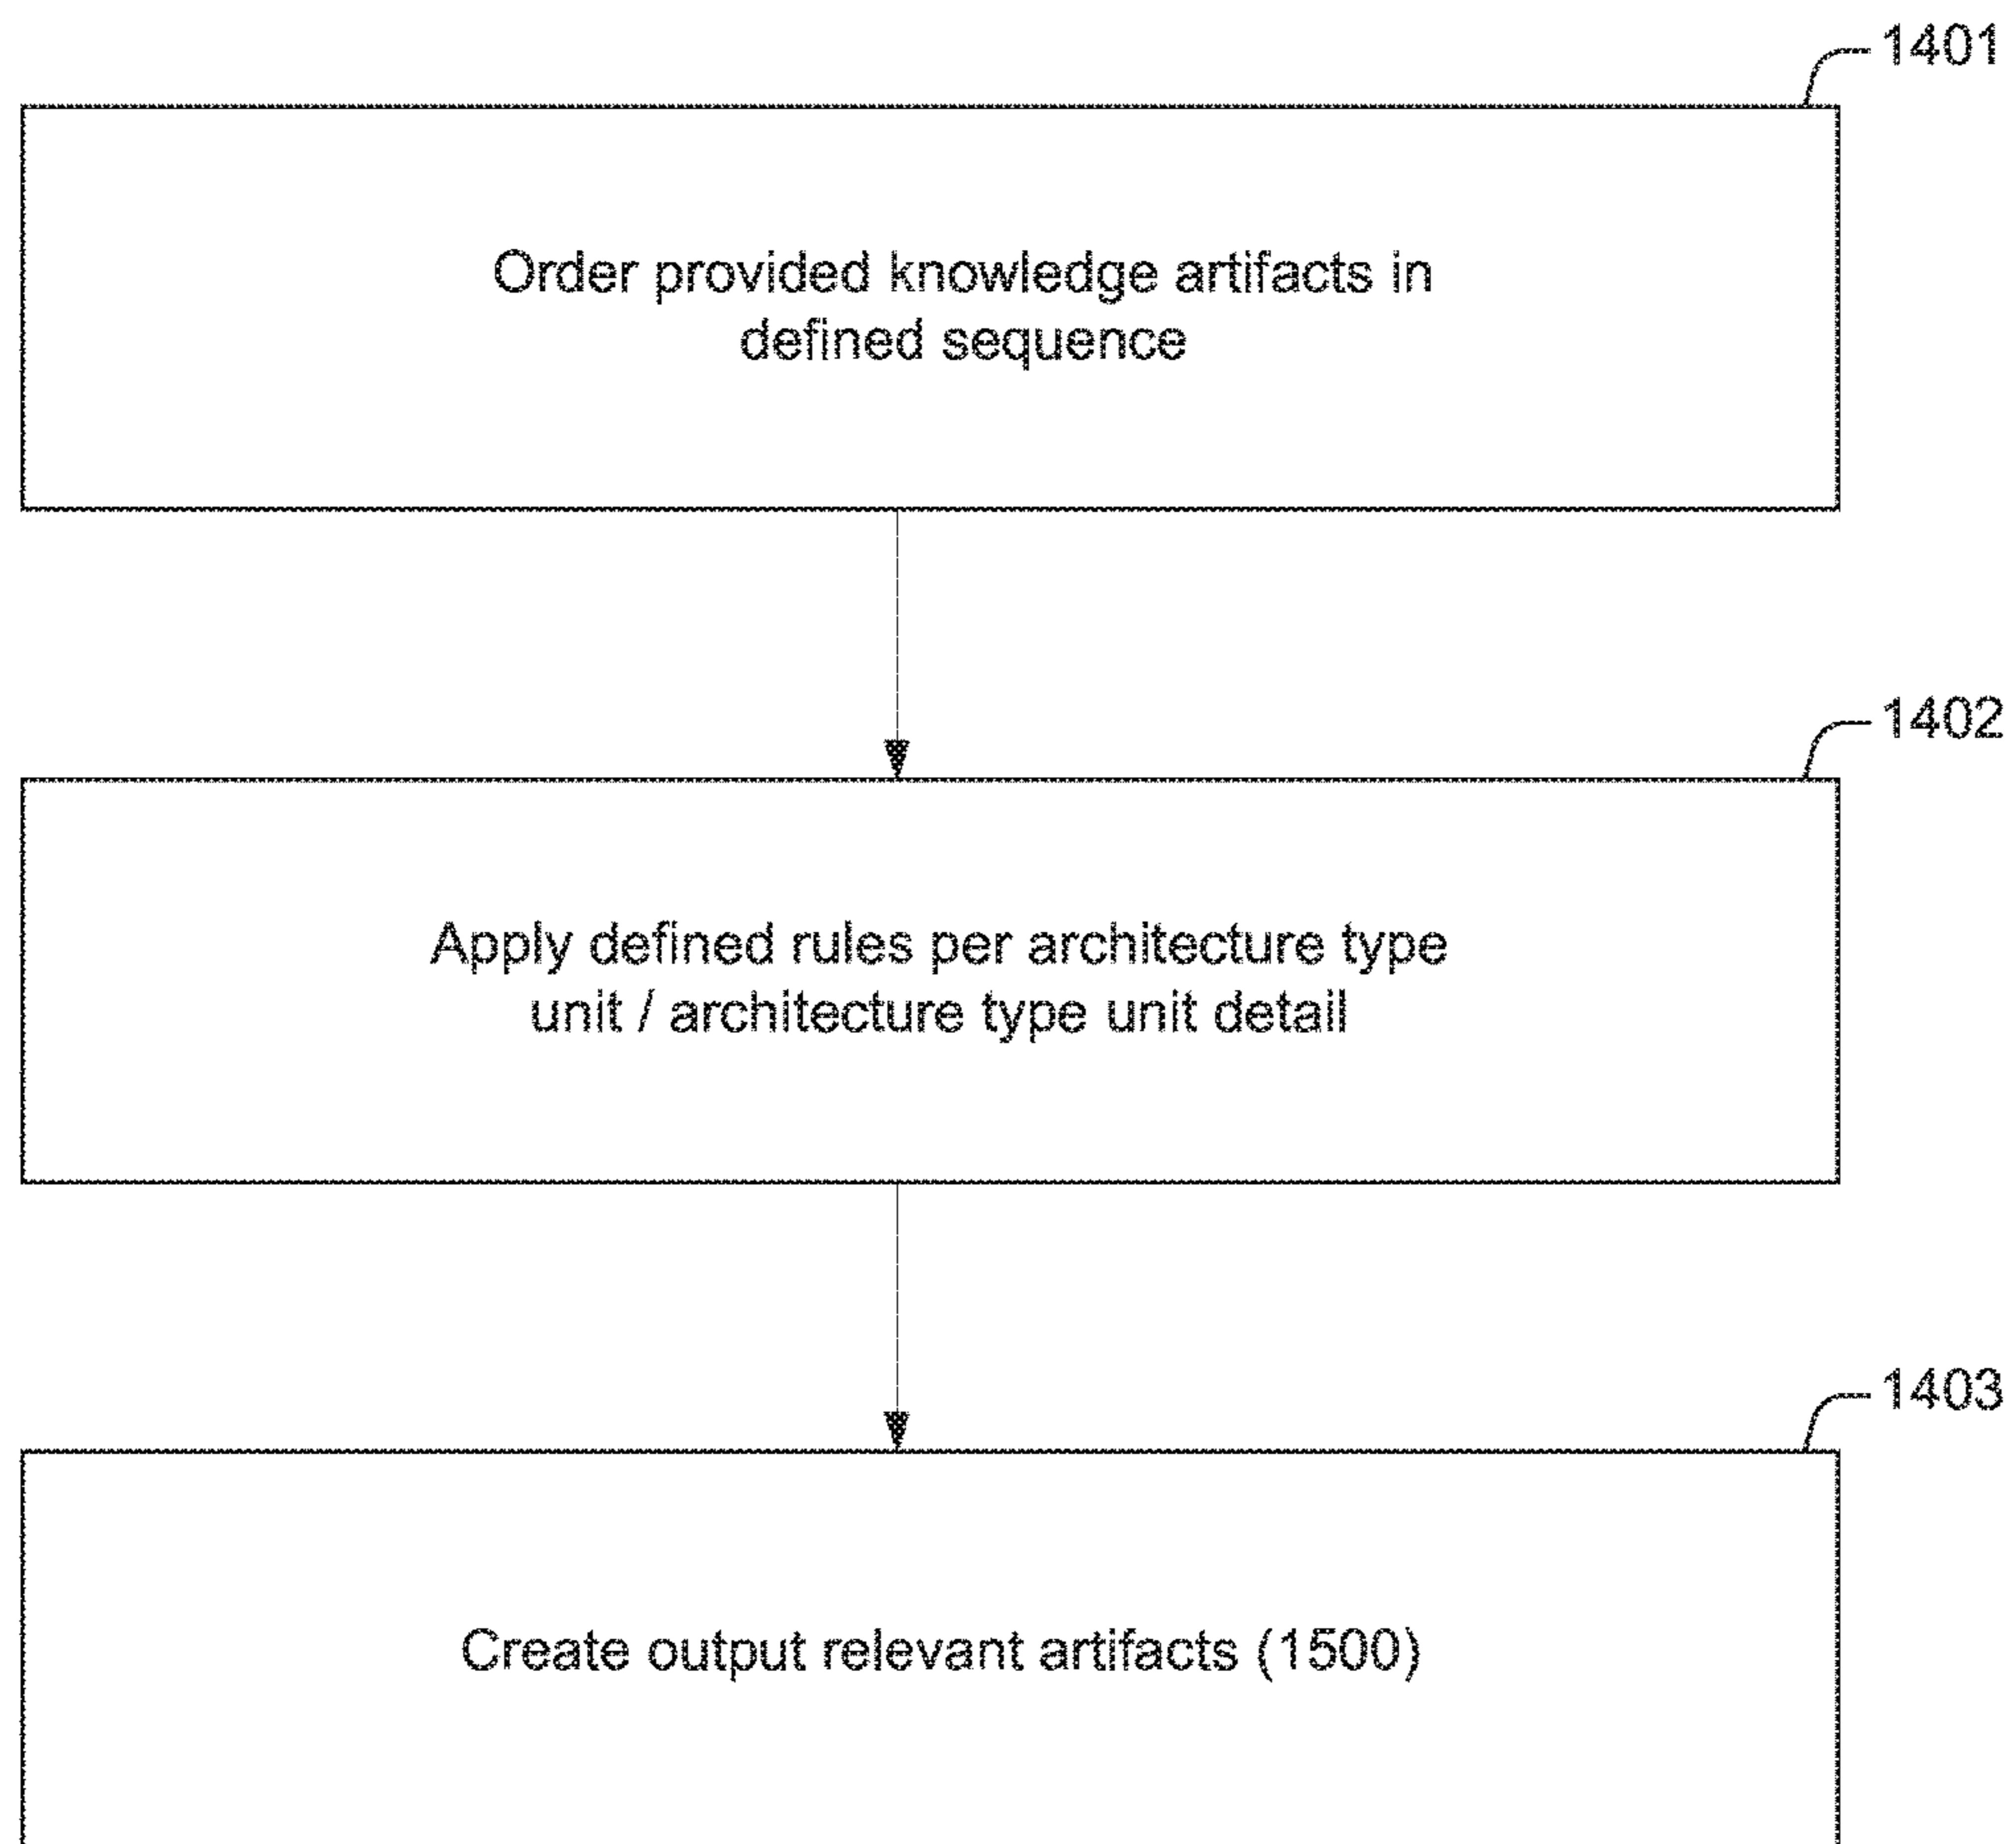 1401
Order provided knowledge artifacts in
defined sequence
1402
Apply defined rules per architecture type
unit / architecture type unit detail
1403
Create output relevant artifacts (1500)